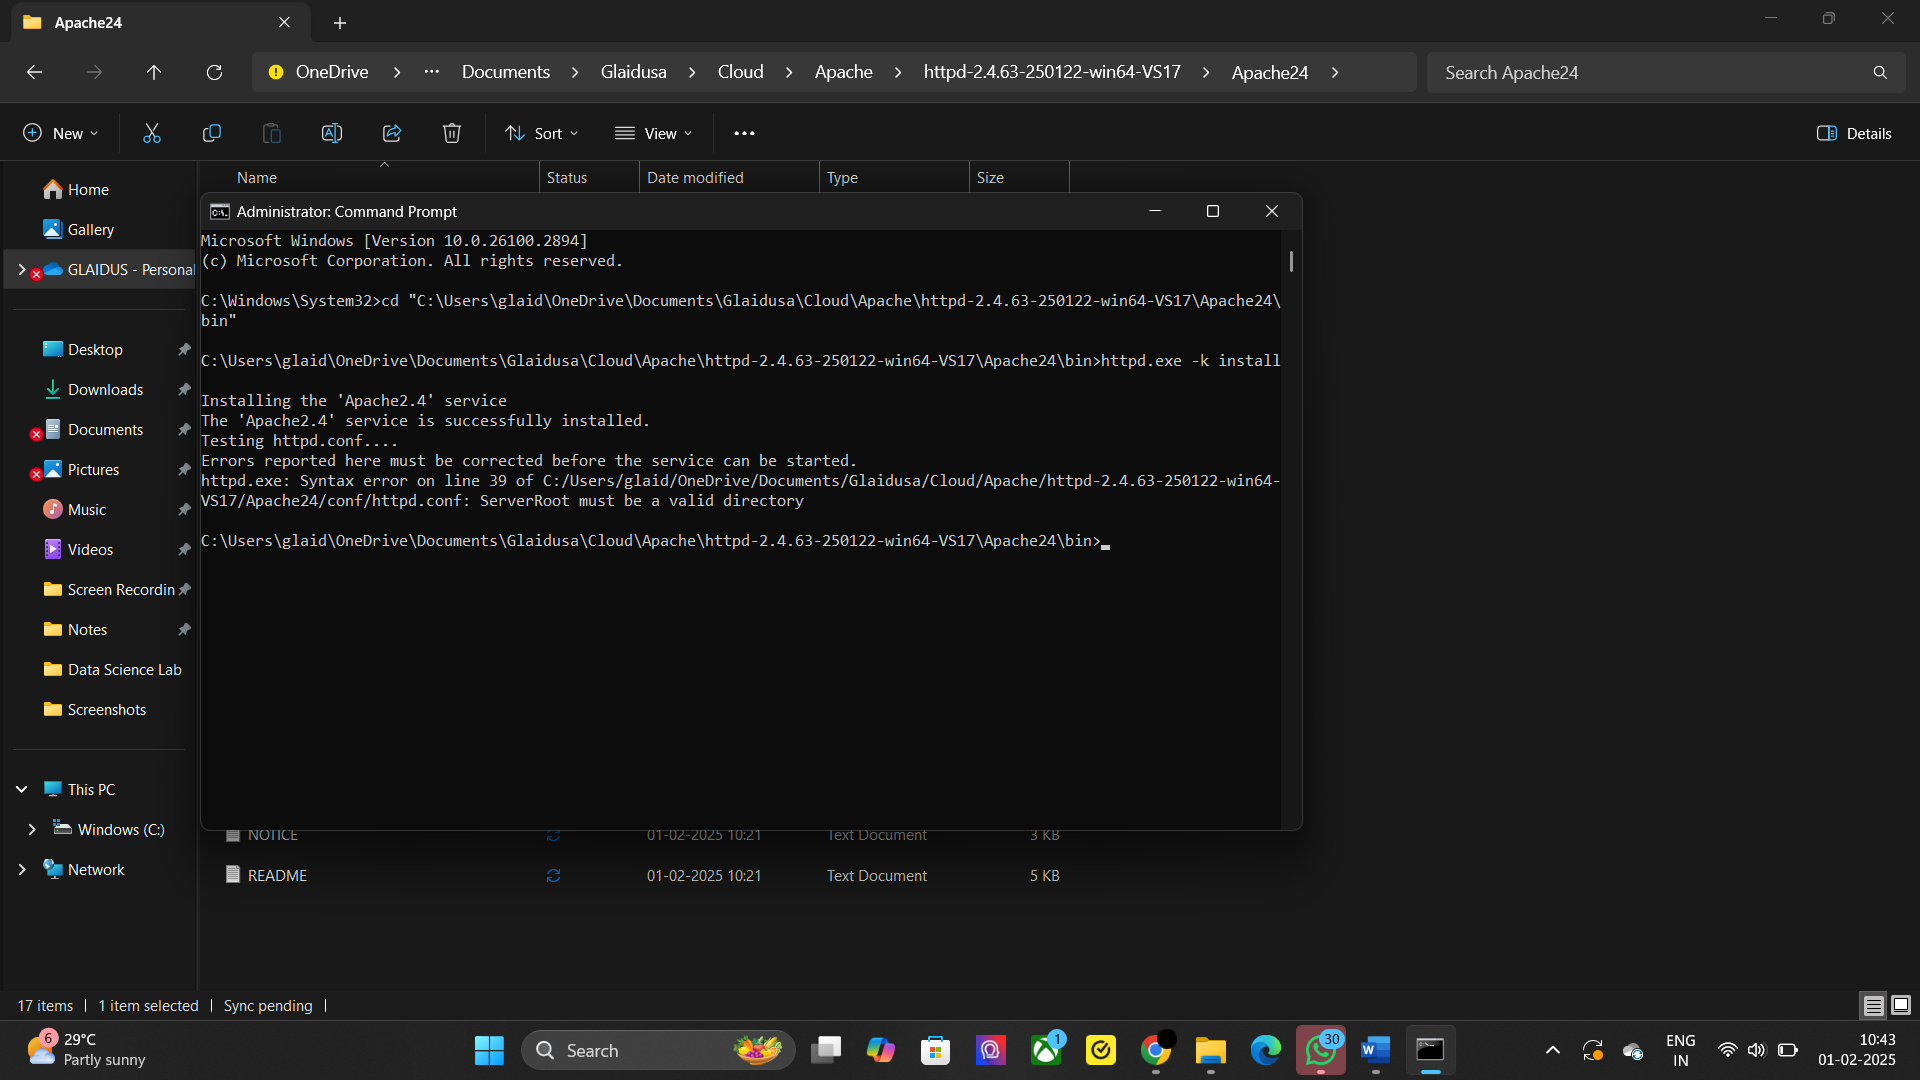 Apache24
OneDrive > ... Documents > Glaidusa > Cloud > Apache > httpd-2.4.63-250122-win64-VS17 > Apache24 >
Search Apache24
New
Sort
View
Details
Name Status Date modified Type Size
Home
Gallery
GLAIDUS - Persona
Desktop
Downloads
Documents
Pictures
Music
Videos
Screen Recordin
Notes
Data Science Lab
Screenshots
This PC
Windows (C:)
Network
Administrator: Command Prompt
Microsoft Windows [Version 10.0.26100.2894]
(c) Microsoft Corporation. All rights reserved.
C:\Windows\System32>cd "C:\Users\glaid\OneDrive\Documents\Glaidusa\Cloud\Apache\httpd-2.4.63-250122-win64-VS17\Apache24\
bin"
C:\Users\glaid\OneDrive\Documents\Glaidusa\Cloud\Apache\httpd-2.4.63-250122-win64-VS17\Apache24\bin>httpd.exe -k install
Installing the 'Apache2.4' service
The 'Apache2.4' service is successfully installed.
Testing httpd.conf....
Errors reported here must be corrected before the service can be started.
httpd.exe: Syntax error on line 39 of C:/Users/glaid/OneDrive/Documents/Glaidusa/Cloud/Apache/httpd-2.4.63-250122-win64-
VS17/Apache24/conf/httpd.conf: ServerRoot must be a valid directory
C:\Users\glaid\OneDrive\Documents\Glaidusa\Cloud\Apache\httpd-2.4.63-250122-win64-VS17\Apache24\bin>
NOTICE 01-02-2025 10:21 Text Document 3 KB
README 01-02-2025 10:21 Text Document 5 KB
17 items 1 item selected Sync pending
6
29°C
Partly sunny
Search
1
30
ENG
IN
10:43
01-02-2025